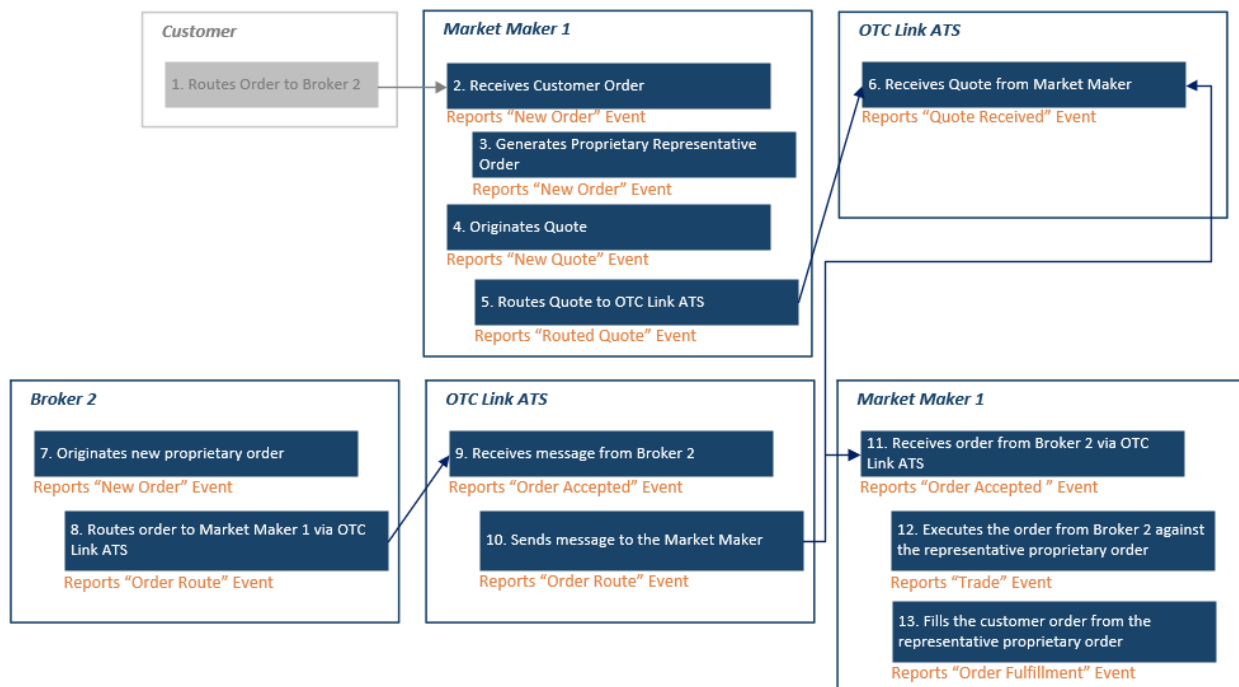 Customer
1. Routes Order to Broker 2
Market Maker 1
2. Receives Customer Order
Reports “New Order” Event
3. Generates Proprietary Representative
Order
Reports “New Order” Event
4. Originates Quote
Reports “New Quote” Event
5. Routes Quote to OTC Link ATS
Reports “Routed Quote” Event
OTC Link ATS
6. Receives Quote from Market Maker
Reports “Quote Received” Event
Broker 2
7. Originates new proprietary order
Reports “New Order” Event
8. Routes order to Market Maker 1 via OTC
Link ATS
Reports “Order Route” Event
OTC Link ATS
9. Receives message from Broker 2
Reports “Order Accepted” Event
10. Sends message to the Market Maker
Reports “Order Route” Event
Market Maker 1
11. Receives order from Broker 2 via OTC
Link ATS
Reports “Order Accepted ” Event
12. Executes the order from Broker 2 against
the representative proprietary order
Reports “Trade” Event
13. Fills the customer order from the
representative proprietary order
Reports “Order Fulfillment” Event